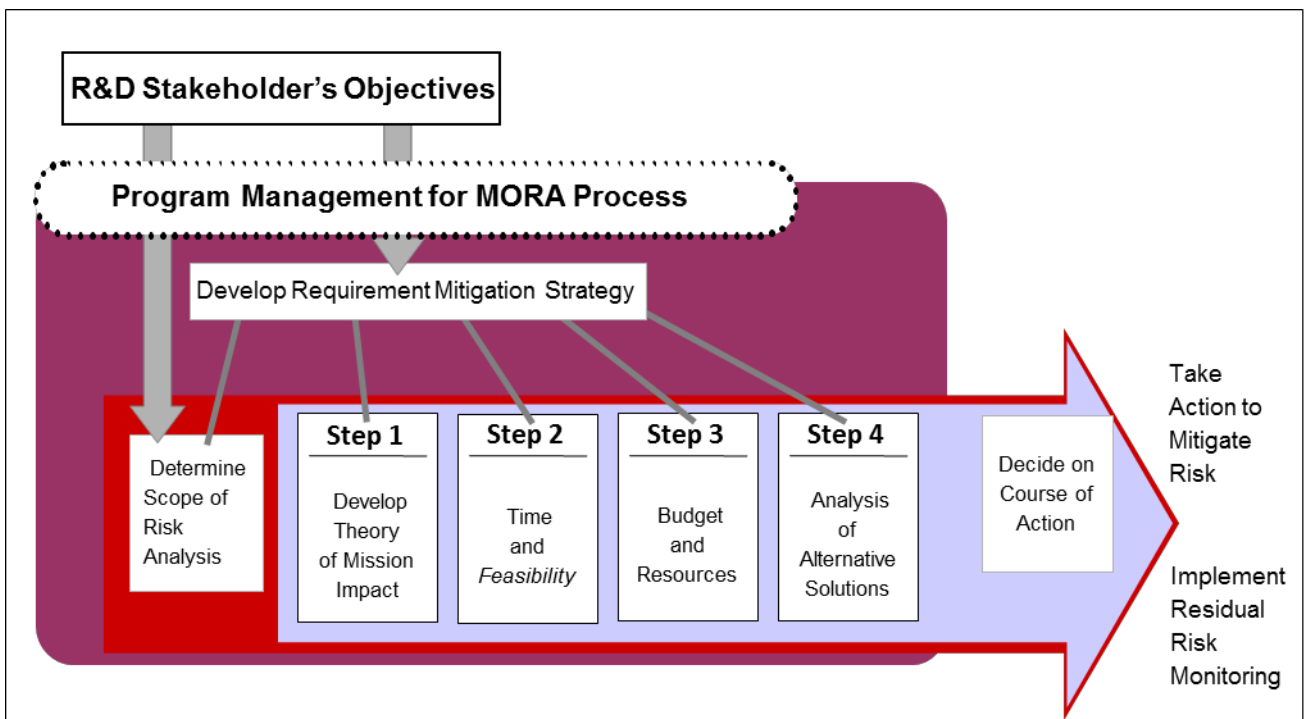 R&D Stakeholder’s Objectives
Program Management for MORA Process
Develop Requirement Mitigation Strategy
Determine
Scope of
Risk
Analysis
Step 1
Develop
Theory
of Mission
Impact
Step 2
Time
and
Feasibility
Step 3
Budget
and
Resources
Step 4
Analysis
of
Alternative
Solutions
Decide on
Course of
Action
Take
Action to
Mitigate
Risk
Implement
Residual
Risk
Monitoring